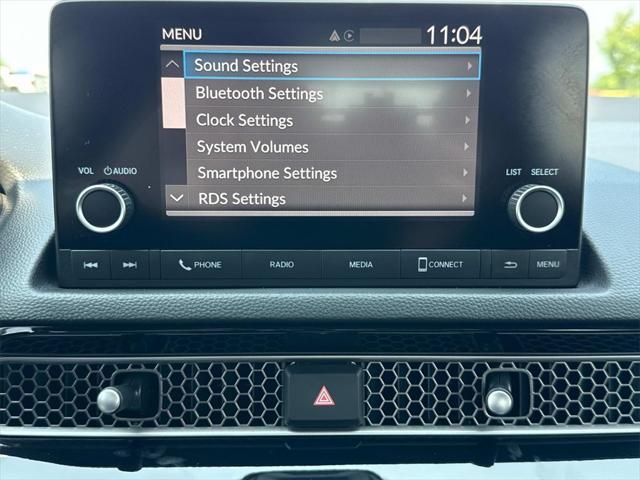 MENU 11:04
Sound Settings
Bluetooth Settings
Clock Settings
System Volumes
Smartphone Settings
RDS Settings
VOL AUDIO
LIST SELECT
PHONE RADIO MEDIA CONNECT MENU